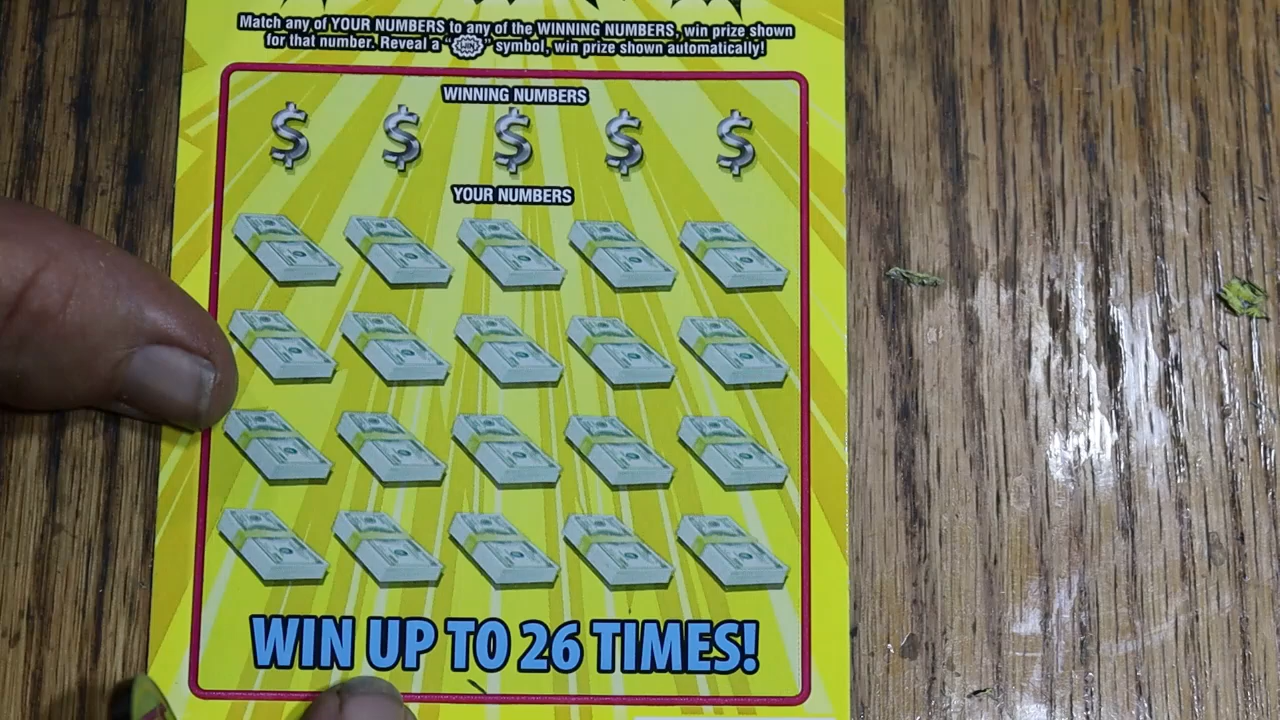 Match any of YOUR NUMBERS to any of the WINNING NUMBERS, win prize shown
for that number. Reveal a "WIN" symbol, win prize shown automatically!
WINNING NUMBERS
$ $ $ $ $
YOUR NUMBERS
WIN UP TO 26 TIMES!